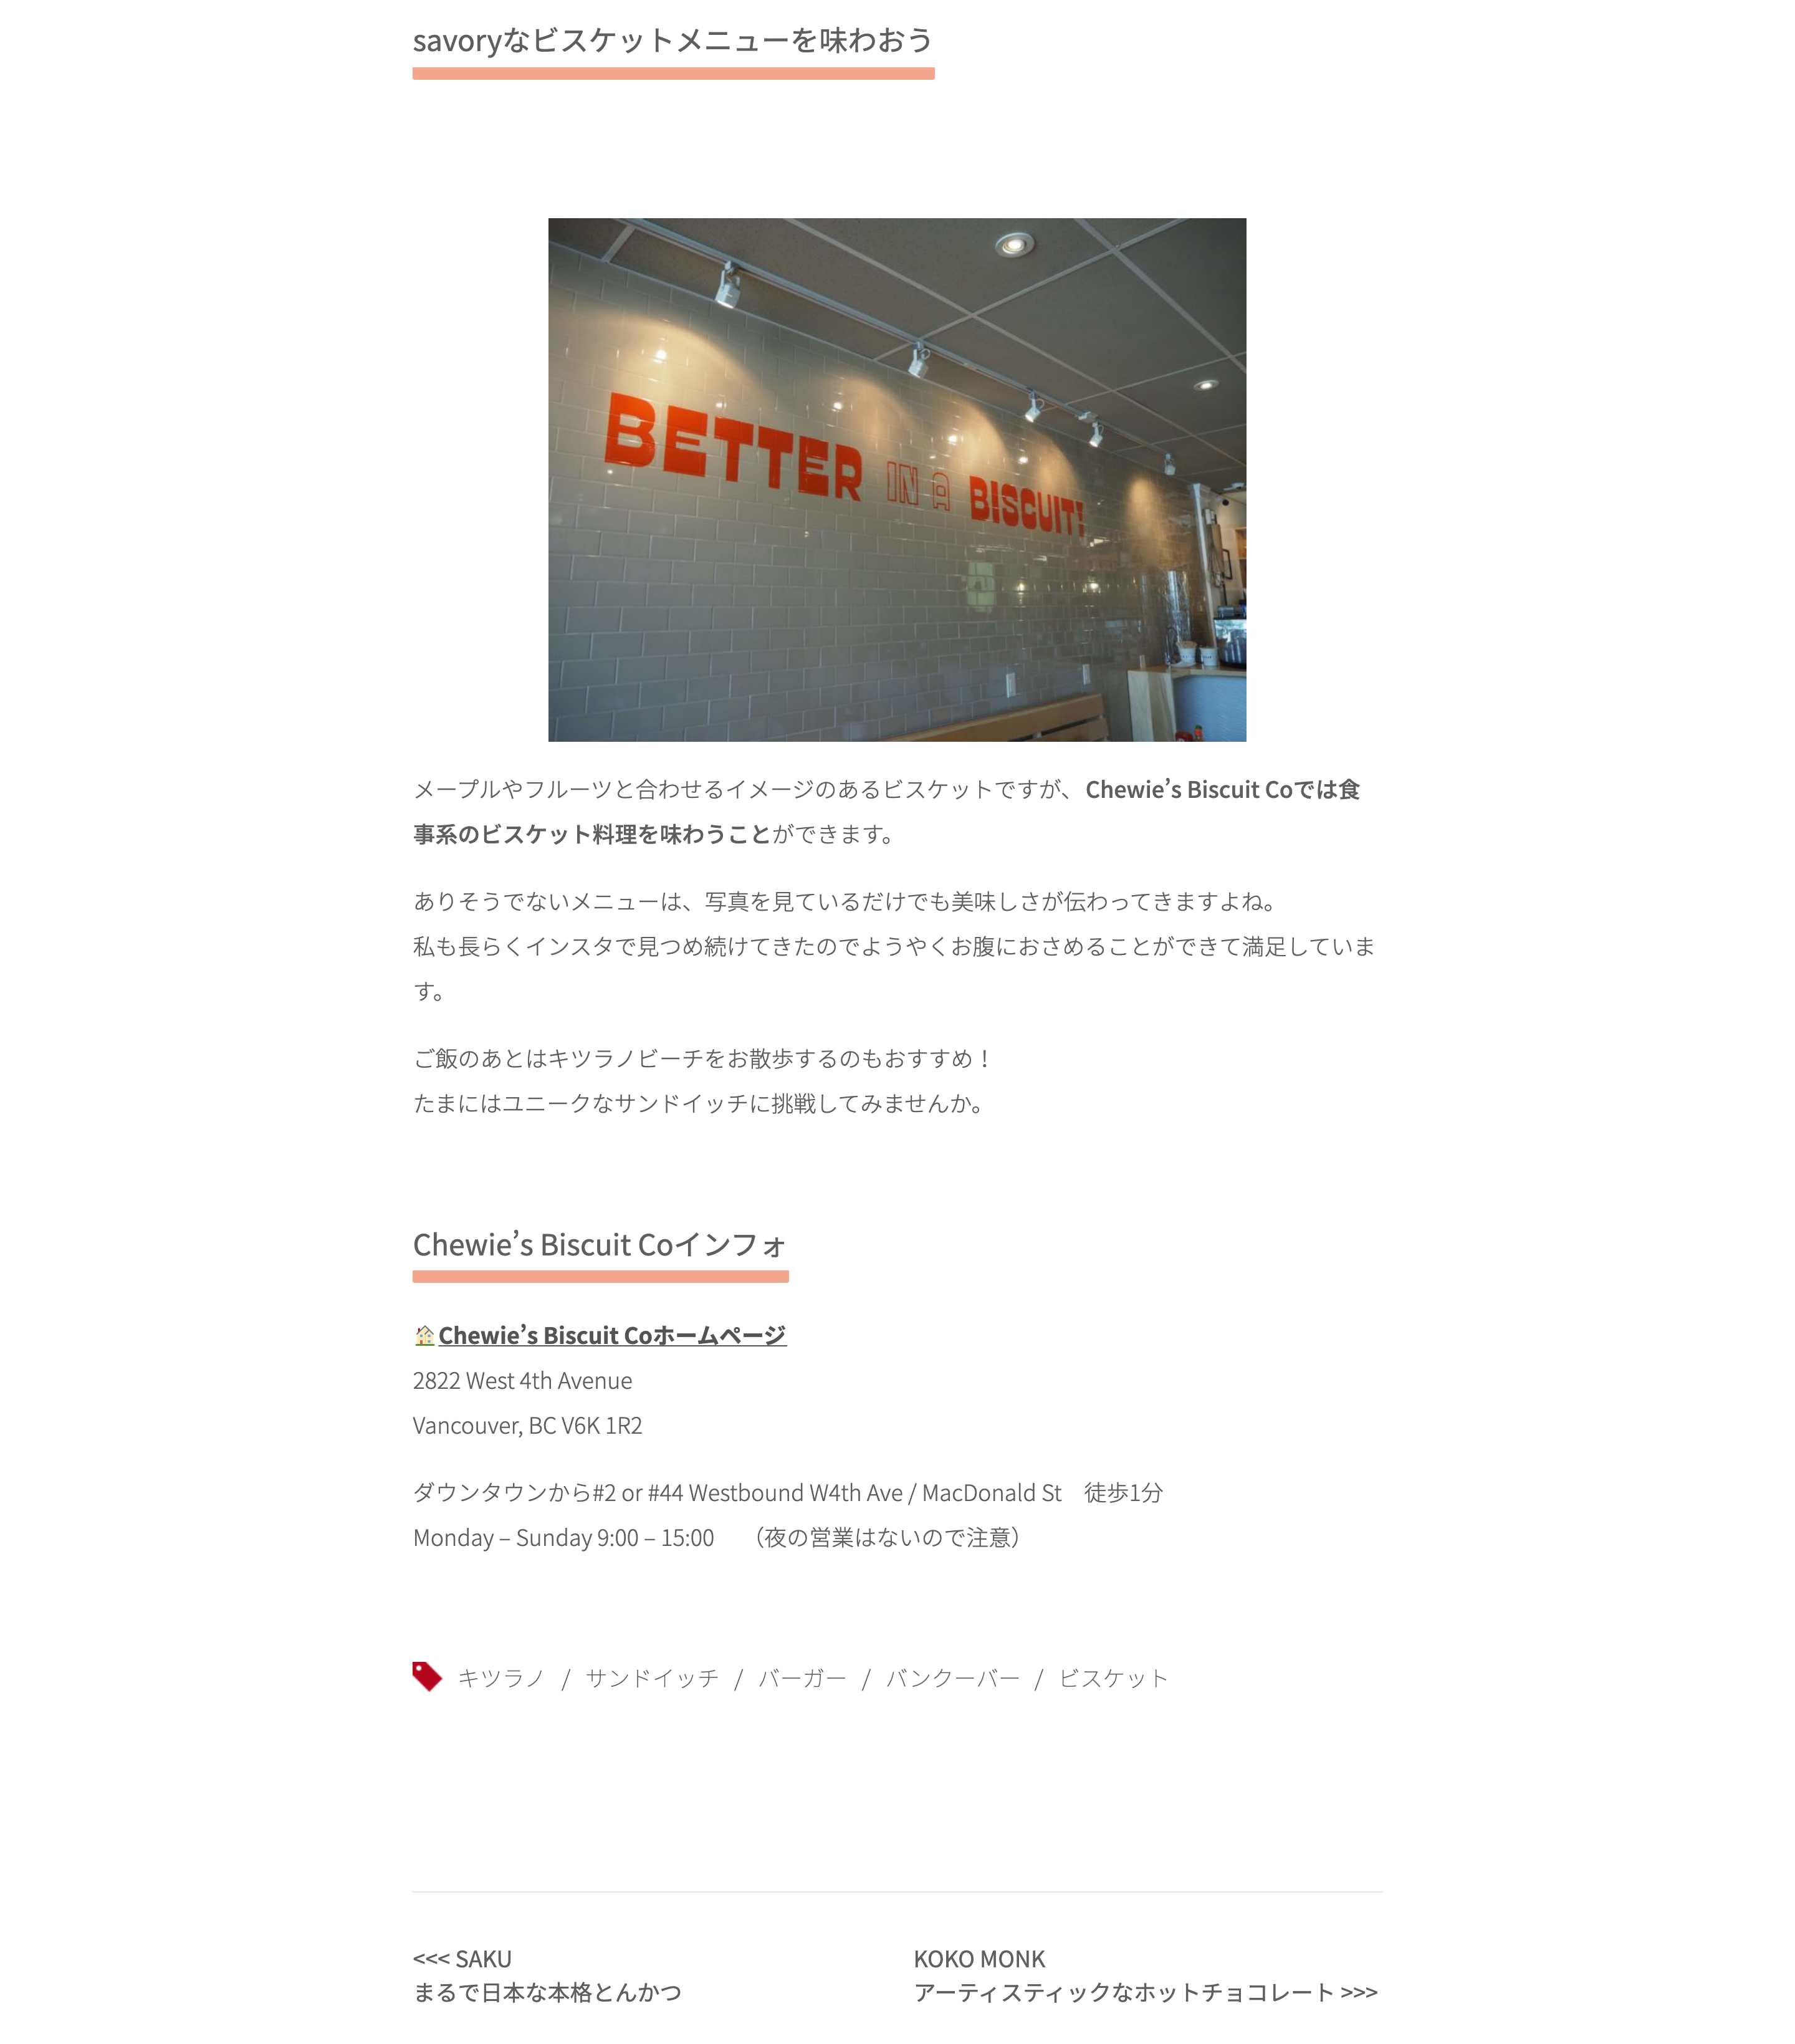 savoryなビスケットメニューを味わおう
BETTER IN A BISCUIT!
メープルやフルーツと合わせるイメージのあるビスケットですが、Chewie’s Biscuit Coでは食
事系のビスケット料理を味わうことができます。
ありそうでないメニューは、写真を見ているだけでも美味しさが伝わってきますよね。
私も長らくインスタで見つめ続けてきたのでようやくお腹におさめることができて満足していま
す。
ご飯のあとはキツラノビーチをお散歩するのもおすすめ！
たまにはユニークなサンドイッチに挑戦してみませんか。
Chewie’s Biscuit Coインフォ
Chewie’s Biscuit Coホームページ
2822 West 4th Avenue
Vancouver, BC V6K 1R2
ダウンタウンから#2 or #44 Westbound W4th Ave / MacDonald St　徒歩1分
Monday – Sunday 9:00 – 15:00　（夜の営業はないので注意）
キツラノ / サンドイッチ / バーガー / バンクーバー / ビスケット
<<< SAKU
まるで日本な本格とんかつ
KOKO MONK
アーティスティックなホットチョコレート >>>